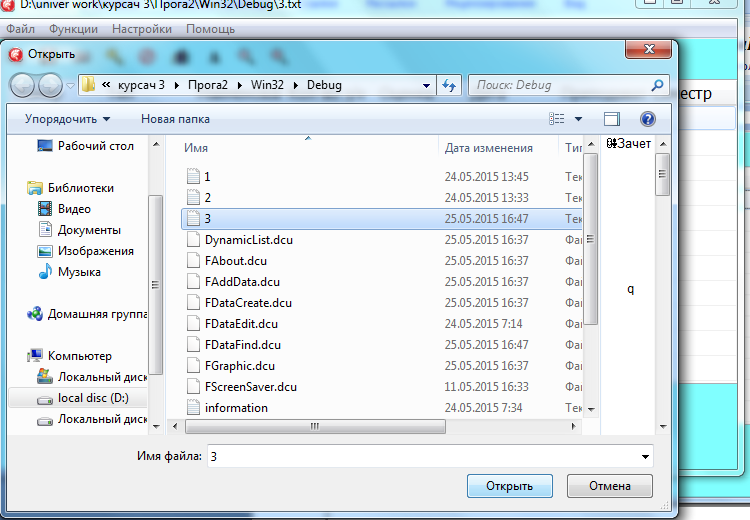 D:\univer work\курсач 3\Прога2\Win32\Debug\3.txt
Файл Функции Настройки Помощь
Открыть
« курсач 3 Прога2 Win32 Debug
Поиск: Debug
естр
Упорядочить Новая папка
Рабочий стол
Библиотеки
Видео
Документы
Изображения
Музыка
Домашняя группа
Компьютер
Локальный диск
local disc (D:)
Локальный диск
Имя Дата изменения Тип
1 24.05.2015 13:45 Тек
2 24.05.2015 13:33 Тек
3 25.05.2015 16:47 Тек
DynamicList.dcu 25.05.2015 16:37 Фай
FAbout.dcu 25.05.2015 16:37 Фай
FAddData.dcu 25.05.2015 16:37 Фай
FDataCreate.dcu 25.05.2015 16:37 Фай
FDataEdit.dcu 24.05.2015 7:14 Фай
FDataFind.dcu 25.05.2015 16:47 Фай
FGraphic.dcu 25.05.2015 16:37 Фай
FScreenSaver.dcu 11.05.2015 16:33 Фай
information 24.05.2015 7:34 Тек
Зачет
q
Имя файла: 3
Открыть Отмена